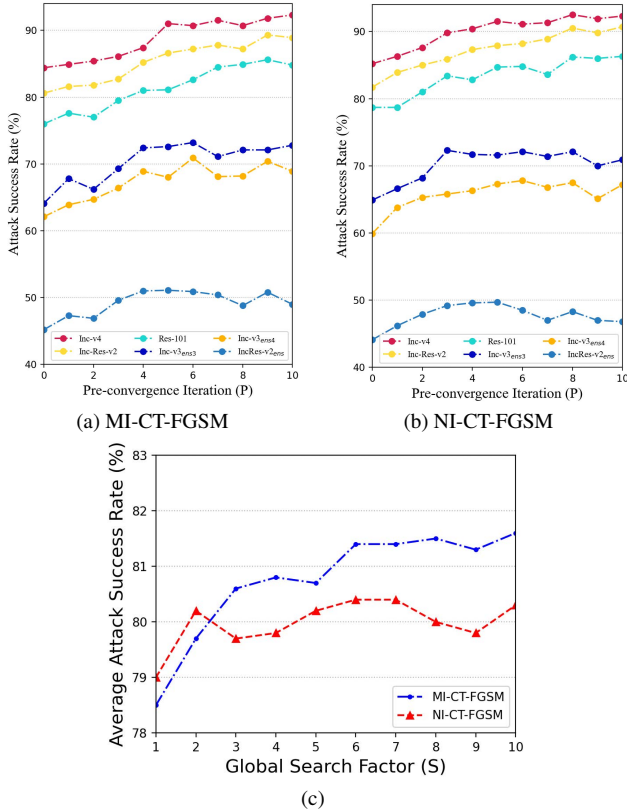 Attack Success Rate (%)
90
80
70
60
50
40
Inc-v4
Res-101
Inc-v3ens4
Inc-Res-v2
Inc-v3ens3
IncRes-v2ens
0 2 4 6 8 10
Pre-convergence Iteration (P)
(a) MI-CT-FGSM
Attack Success Rate (%)
90
80
70
60
50
40
Inc-v4
Res-101
Inc-v3ens4
Inc-Res-v2
Inc-v3ens3
IncRes-v2ens
0 1 2 3 4 5 6 7 8 9 10
Pre-convergence Iteration (P)
(b) NI-CT-FGSM
Average Attack Success Rate (%)
83
82
81
80
79
78
MI-CT-FGSM
NI-CT-FGSM
1 2 3 4 5 6 7 8 9 10
Global Search Factor (S)
(c)